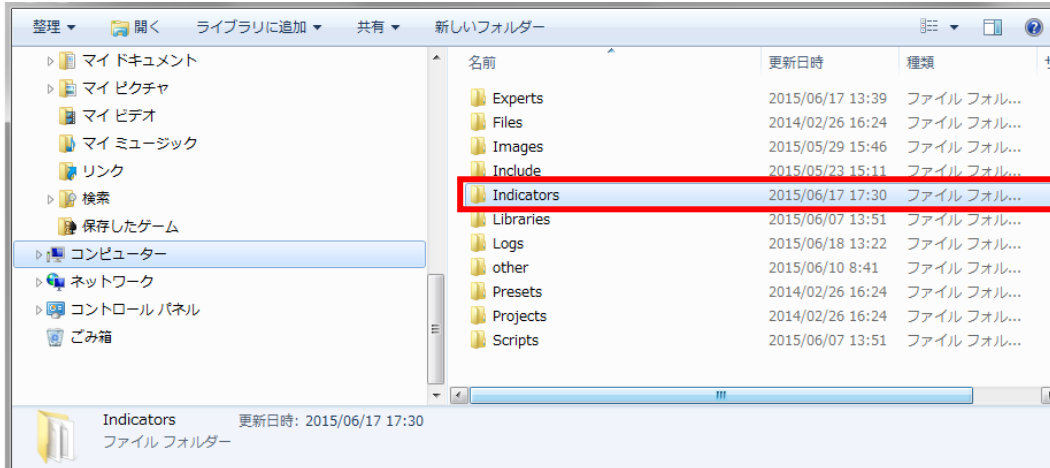 整理 ▼ 開く ライブラリに追加 ▼ 共有 ▼ 新しいフォルダー
マイ ドキュメント
マイ ピクチャ
マイ ビデオ
マイ ミュージック
リンク
検索
保存したゲーム
コンピューター
ネットワーク
コントロール パネル
ごみ箱
名前 更新日時 種類
Experts 2015/06/17 13:39 ファイル フォル...
Files 2014/02/26 16:24 ファイル フォル...
Images 2015/05/29 15:46 ファイル フォル...
Include 2015/05/23 15:11 ファイル フォル...
Indicators 2015/06/17 17:30 ファイル フォル...
Libraries 2015/06/07 13:51 ファイル フォル...
Logs 2015/06/18 13:22 ファイル フォル...
other 2015/06/10 8:41 ファイル フォル...
Presets 2014/02/26 16:24 ファイル フォル...
Projects 2014/02/26 16:24 ファイル フォル...
Scripts 2015/06/07 13:51 ファイル フォル...
Indicators 更新日時: 2015/06/17 17:30
ファイル フォルダー